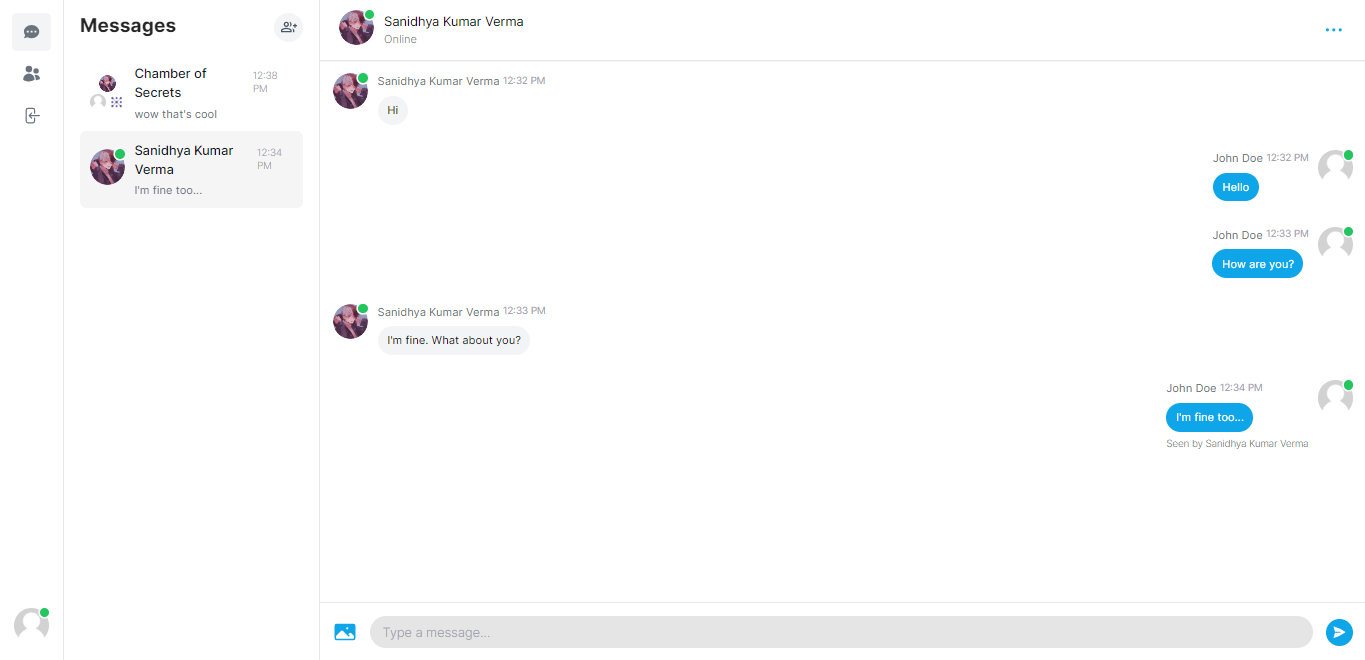 Messages
Chamber of
Secrets
12:38
PM
wow that's cool
Sanidhya Kumar
Verma
12:34
PM
I'm fine too...
Sanidhya Kumar Verma
Online
Sanidhya Kumar Verma 12:32 PM
Hi
John Doe 12:32 PM
Hello
John Doe 12:33 PM
How are you?
Sanidhya Kumar Verma 12:33 PM
I'm fine. What about you?
John Doe 12:34 PM
I'm fine too...
Seen by Sanidhya Kumar Verma
Type a message...